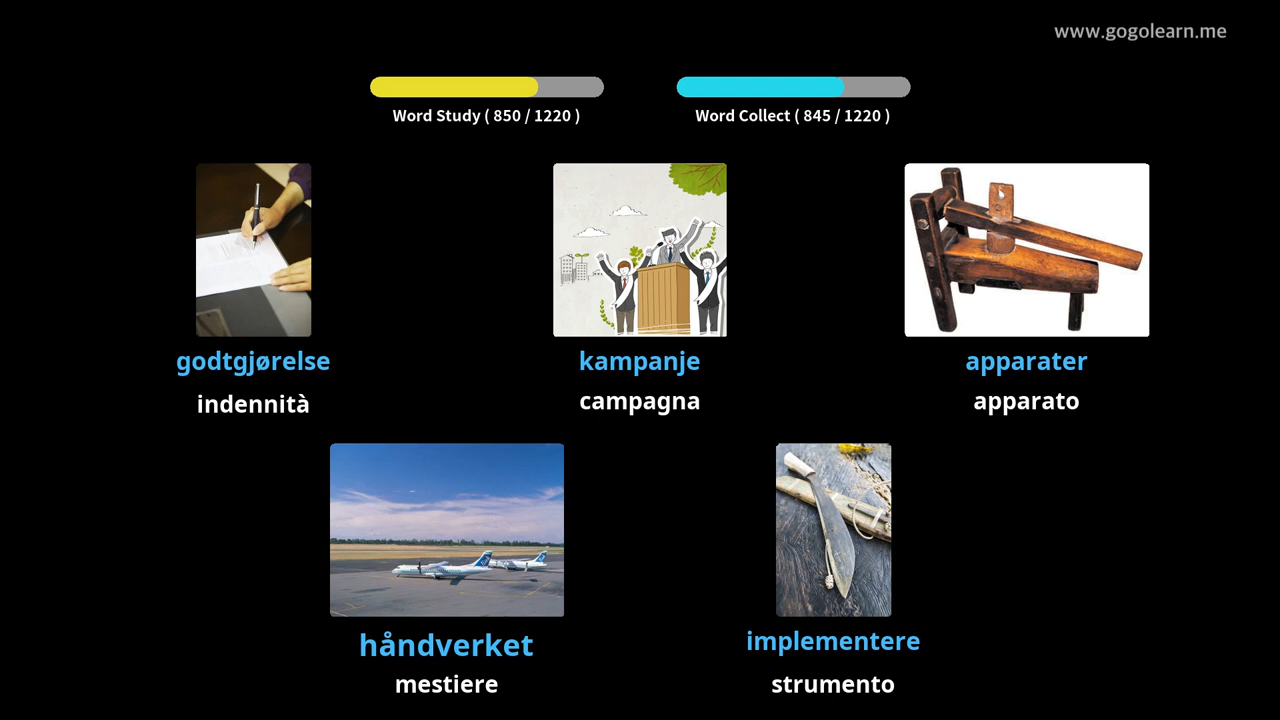 www.gogolearn.me
Word Study ( 850 / 1220 )
Word Collect ( 845 / 1220 )
godtgjørelse
kampanje
apparater
indennità
campagna
apparato
håndverket
implementere
mestiere
strumento